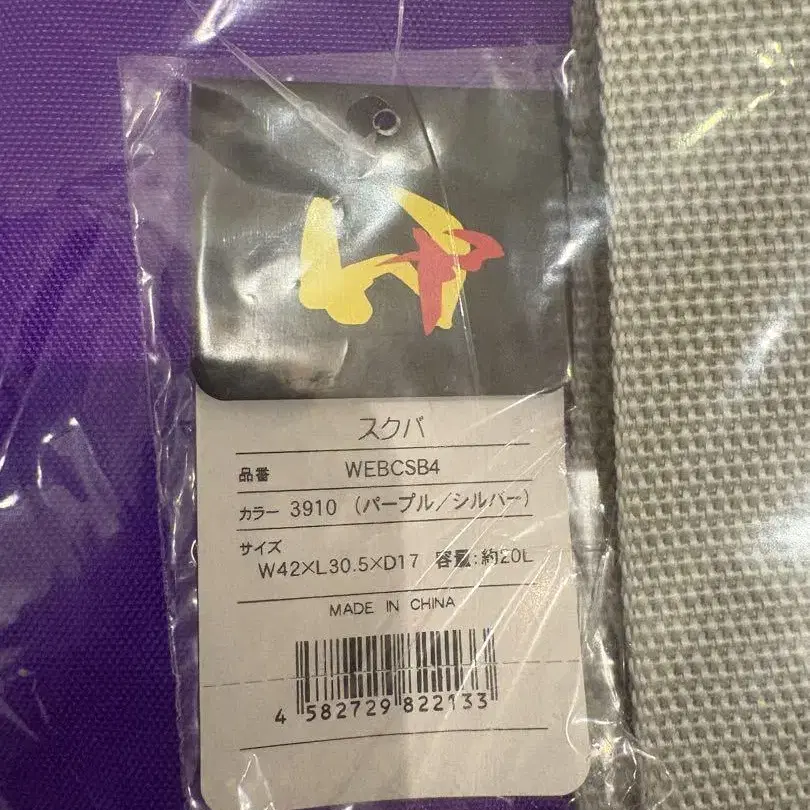 スクバ
品番 WEBCSB4
カラー 3910 (パープル/シルバー)
サイズ
W42×L30.5×D17 容量:約20L
MADE IN CHINA
4 582729 822133